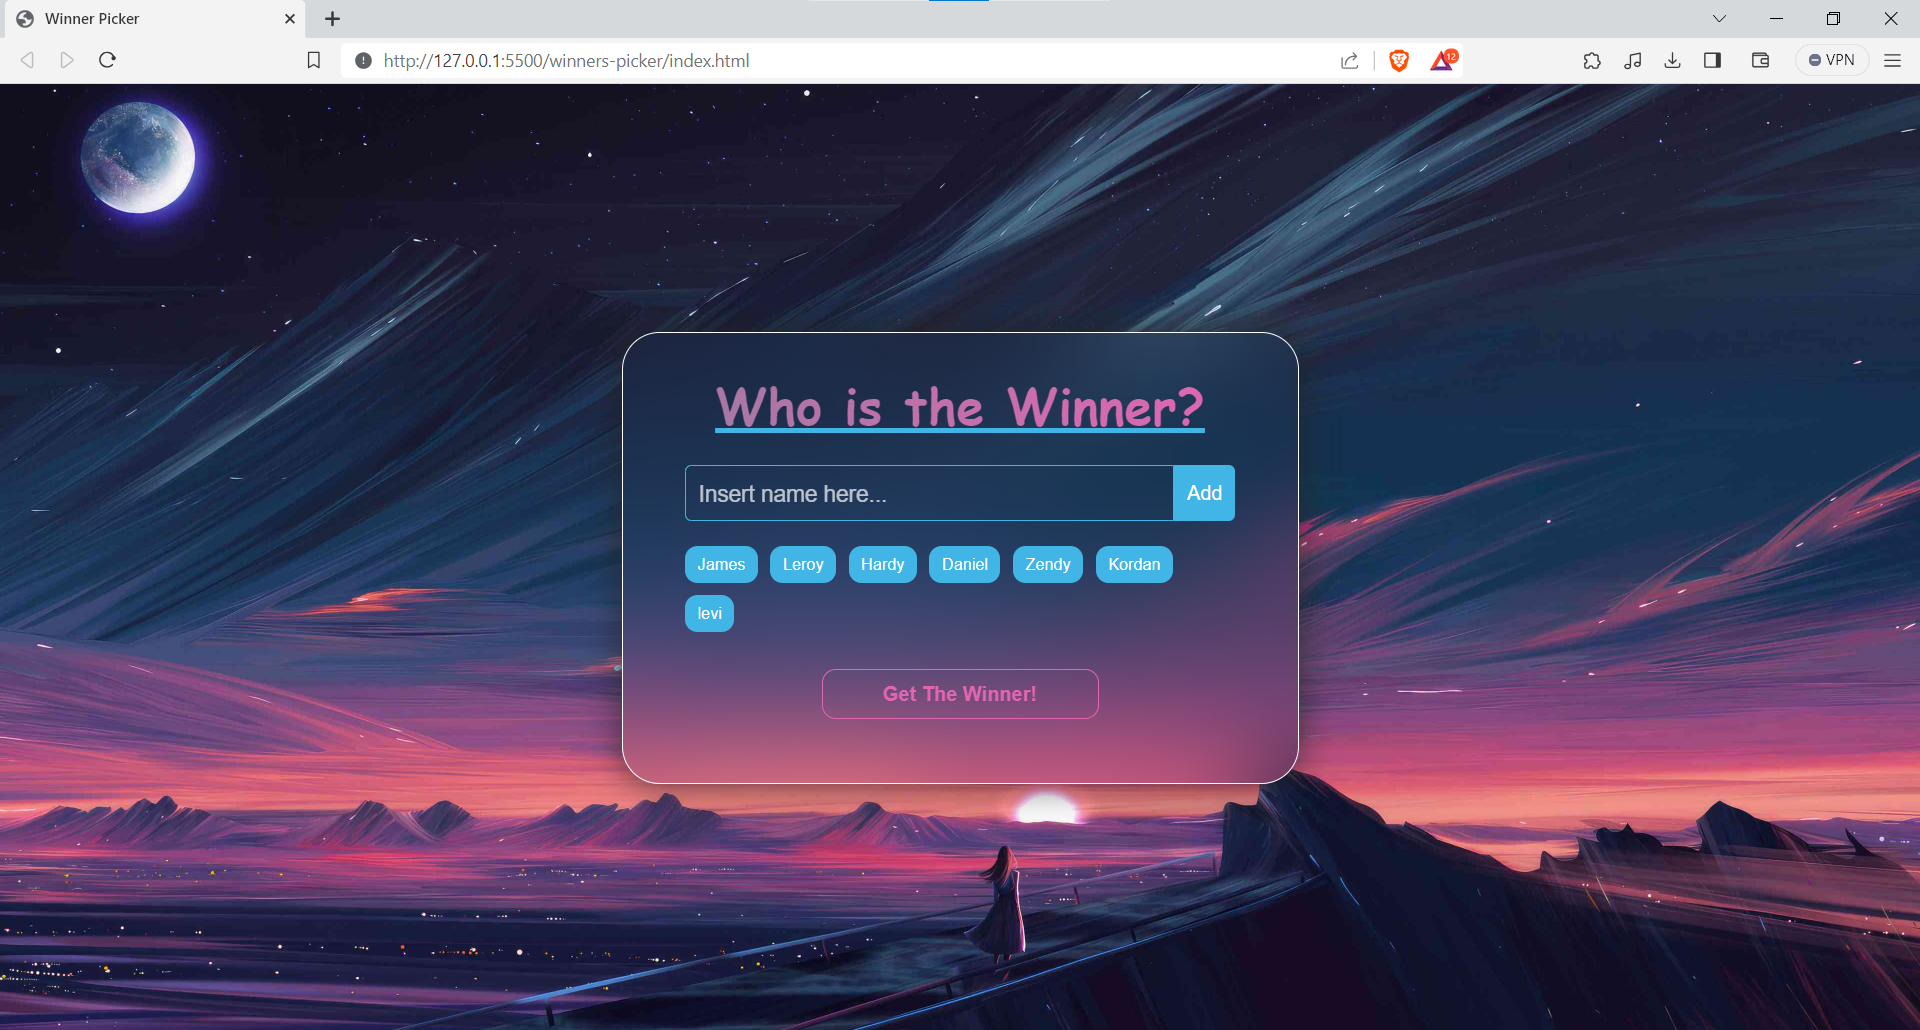 Winner Picker
http://127.0.0.1:5500/winners-picker/index.html
12
VPN
Who is the Winner?
Insert name here...
Add
James Leroy Hardy Daniel Zendy Kordan
levi
Get The Winner!